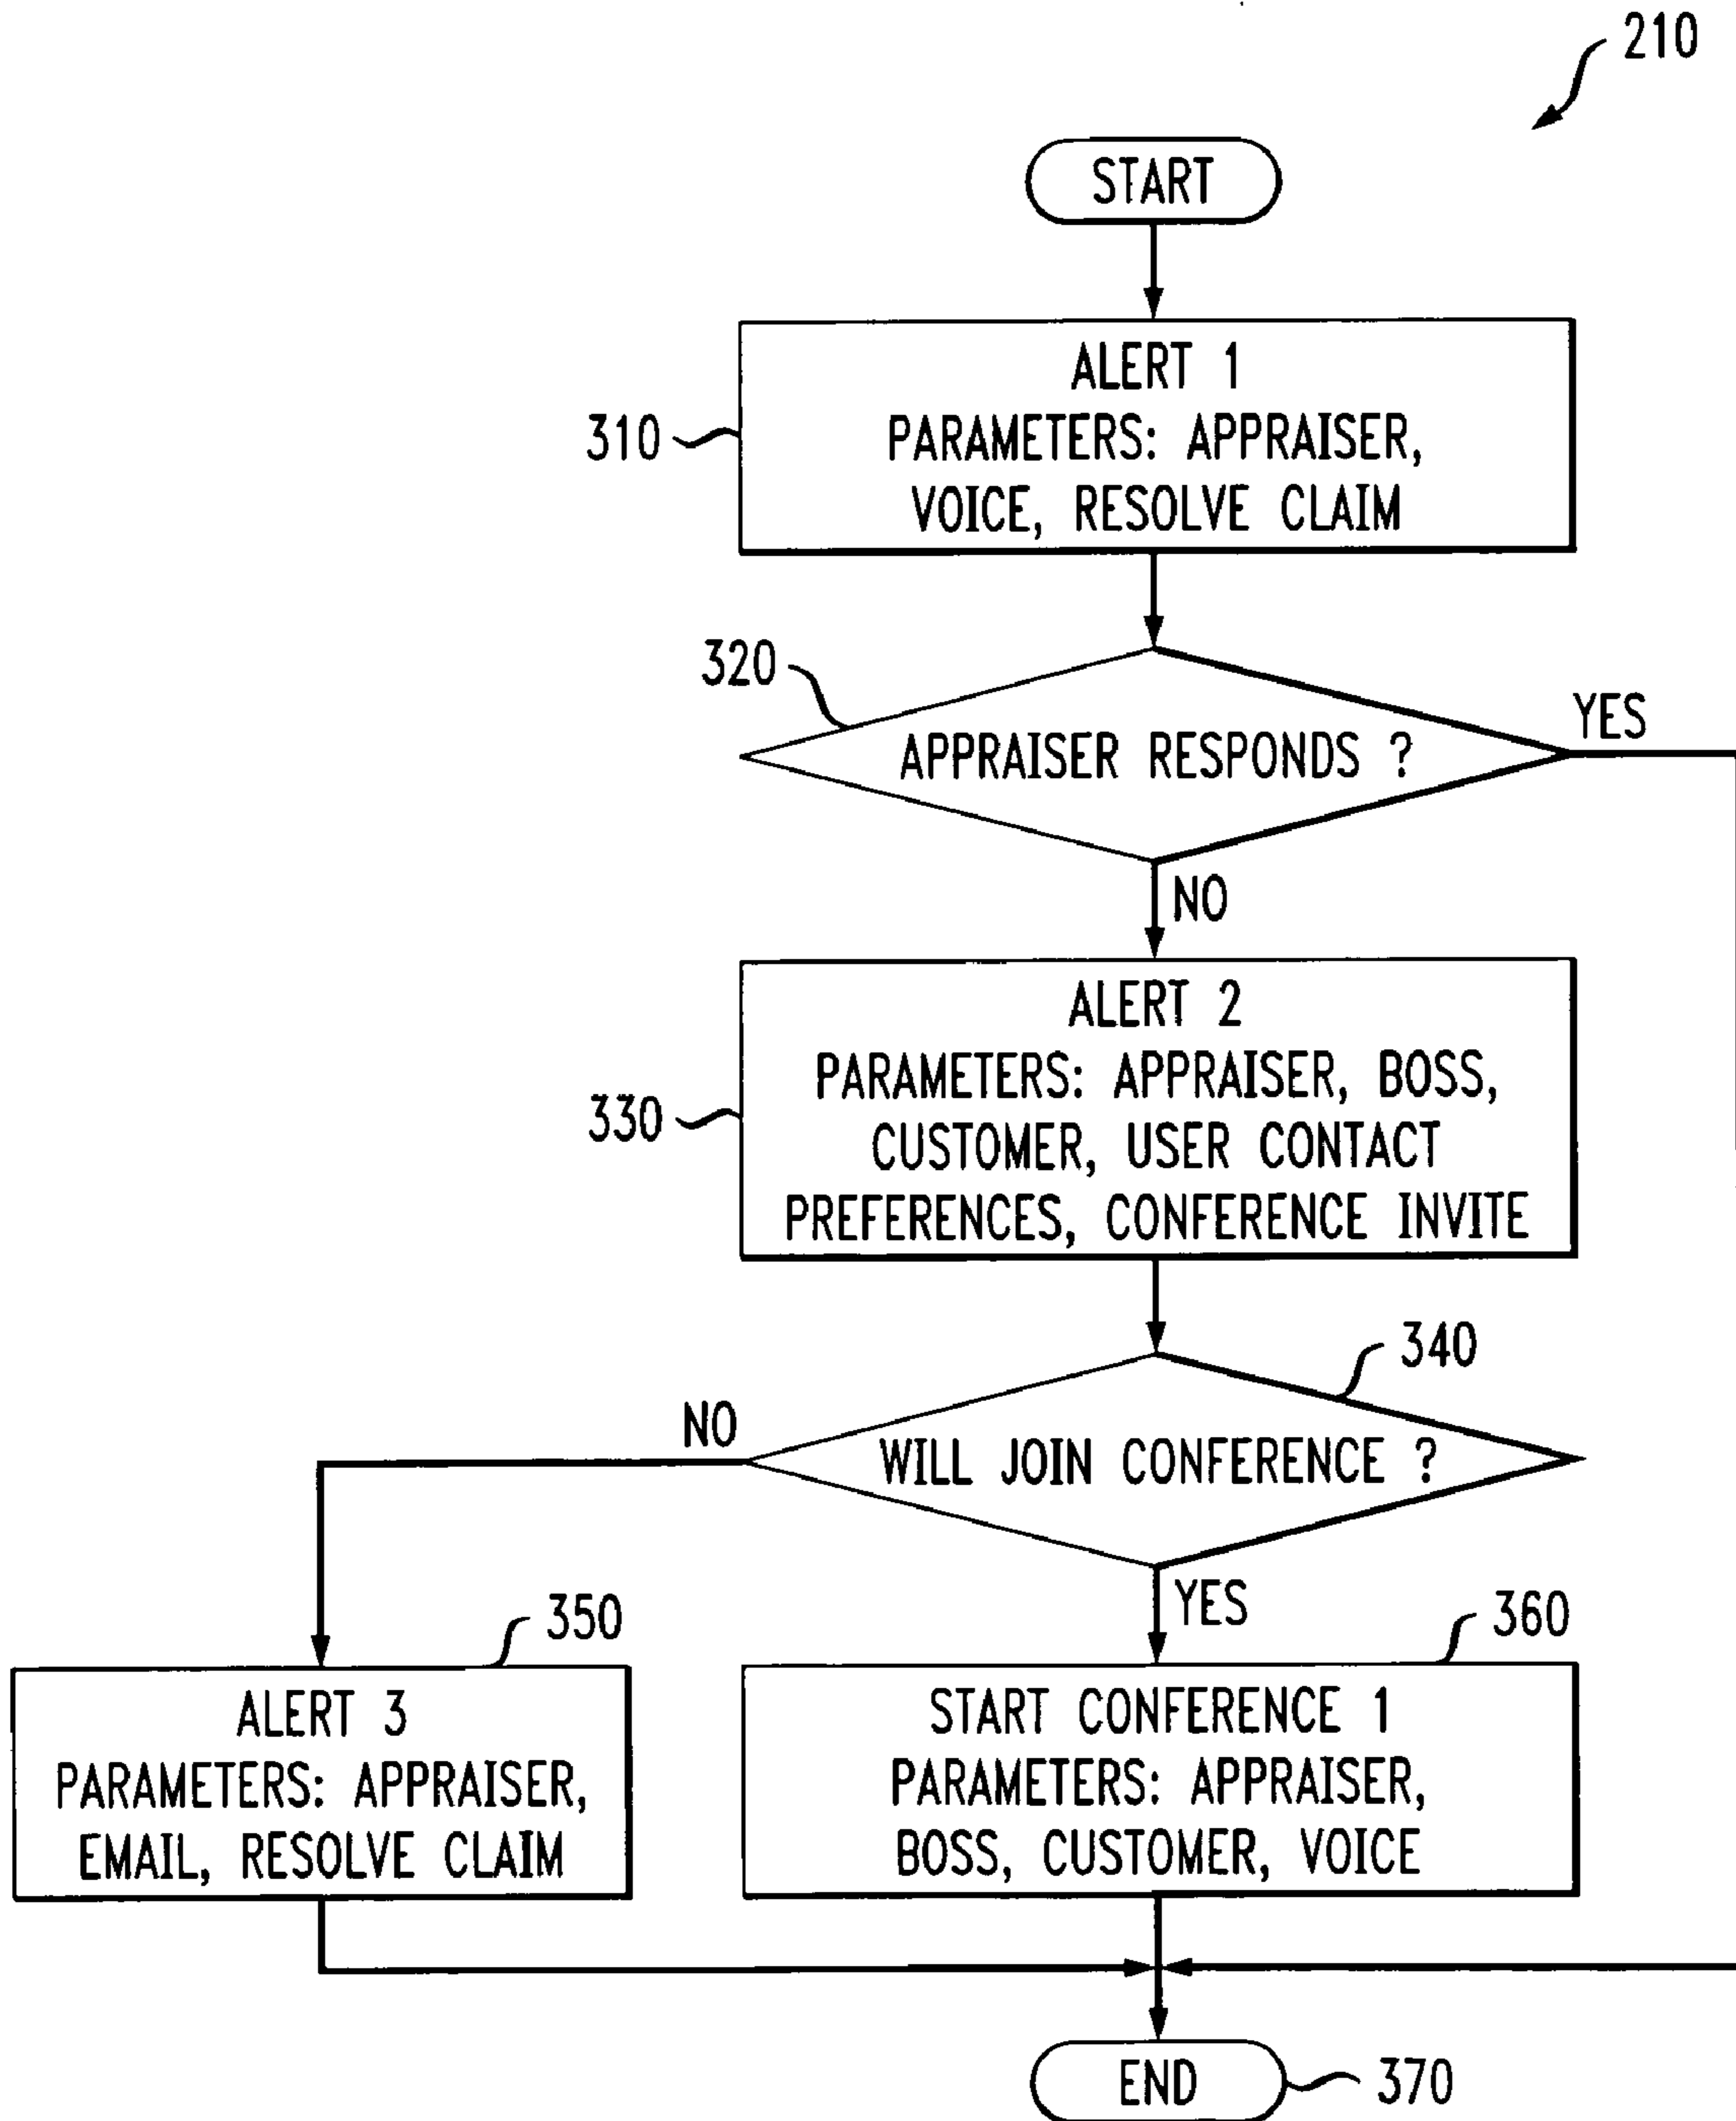 210
START
ALERT 1
310
PARAMETERS: APPRAISER,
VOICE, RESOLVE CLAIM
320
YES
APPRAISER RESPONDS ?
NO
ALERT 2
PARAMETERS: APPRAISER, BOSS,
330
CUSTOMER, USER CONTACT
PREFERENCES, CONFERENCE INVITE
340
NO
WILL JOIN CONFERENCE ?
YES
350
360
ALERT 3
PARAMETERS: APPRAISER,
EMAIL, RESOLVE CLAIM
START CONFERENCE 1
PARAMETERS: APPRAISER,
BOSS, CUSTOMER, VOICE
END
370